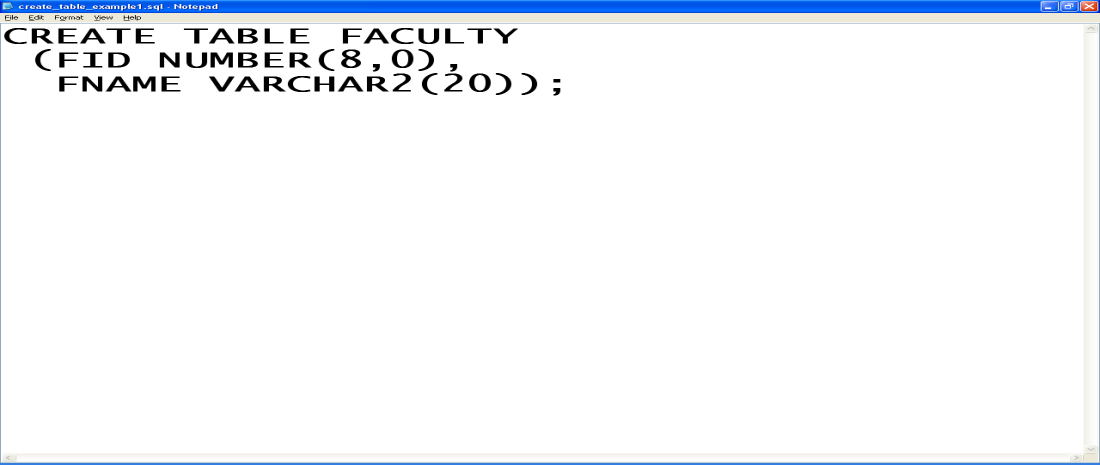 create_table_example1.sql - Notepad
File Edit Format View Help
CREATE TABLE FACULTY
(FID NUMBER(8,0),
FNAME VARCHAR2(20));